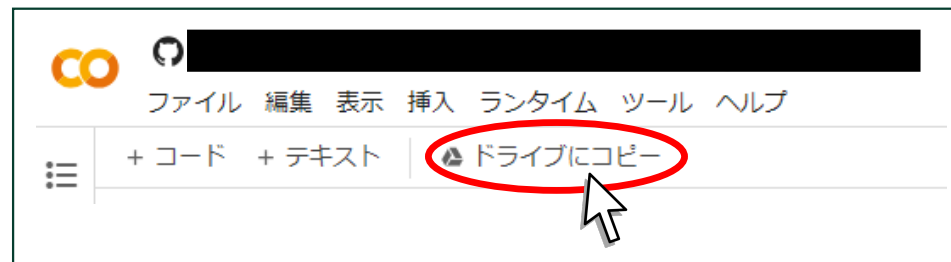 ファイル 編集 表示 挿入 ランタイム ツール ヘルプ
+ コード + テキスト ドライブにコピー